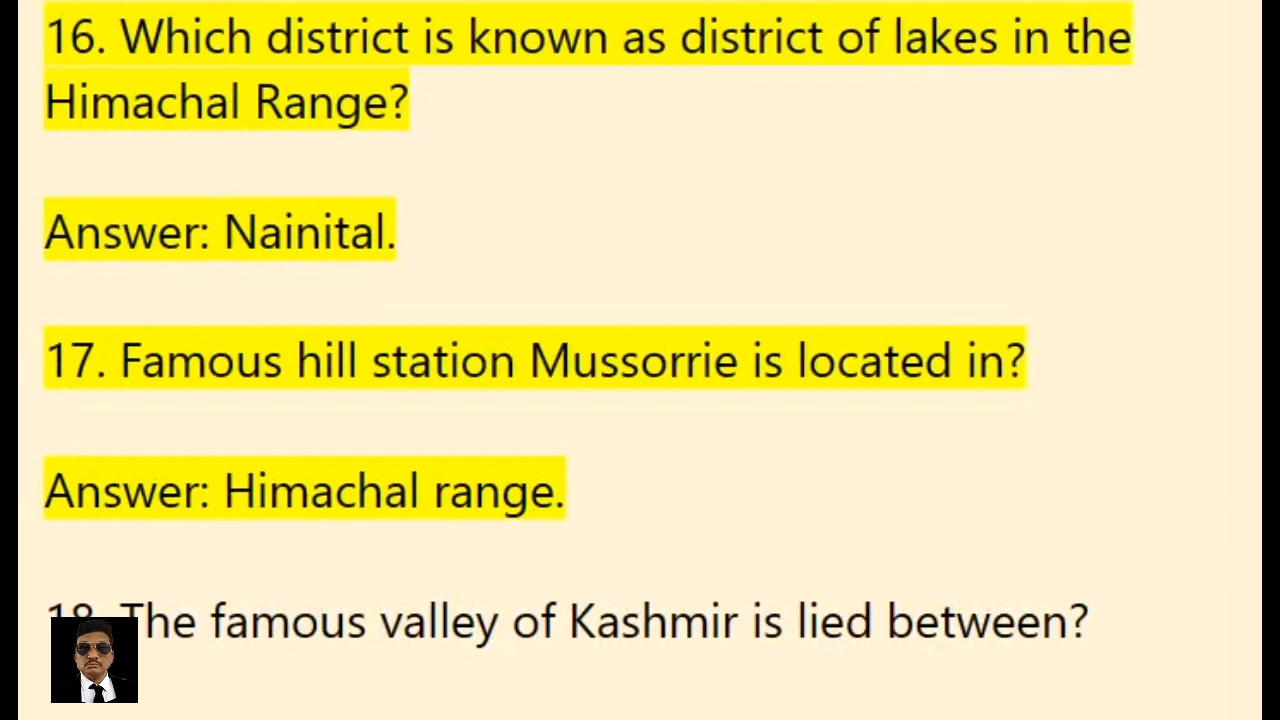 16. Which district is known as district of lakes in the
Himachal Range?
Answer: Nainital.
17. Famous hill station Mussorrie is located in?
Answer: Himachal range.
18. The famous valley of Kashmir is lied between?